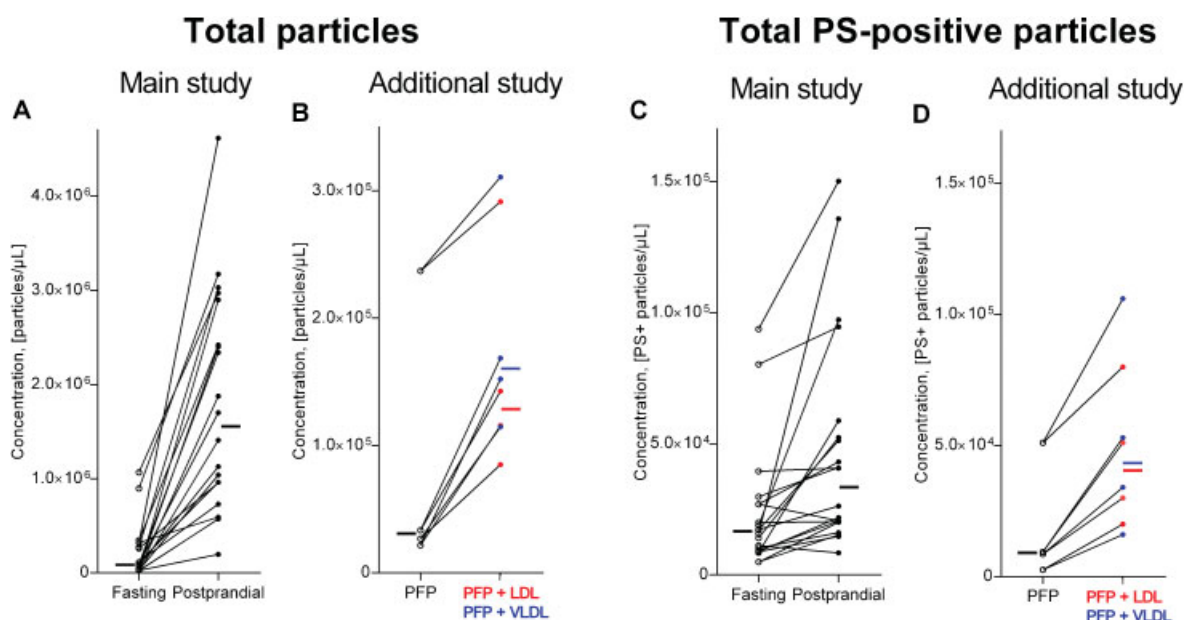 Total particles
Total PS-positive particles
Main study
Additional study
Main study
Additional study
A
B
C
D
Concentration, [particles/µL]
4.0×10⁶
3.0×10⁶
2.0×10⁶
1.0×10⁶
0
Fasting Postprandial
Concentration, [particles/µL]
3.0×10⁵
2.0×10⁵
1.0×10⁵
0
PFP
PFP + LDL
PFP + VLDL
Concentration, [PS+ particles/µL]
1.5×10⁵
1.0×10⁵
5.0×10⁴
0
Fasting Postprandial
Concentration, [PS+ particles/µL]
1.5×10⁵
1.0×10⁵
5.0×10⁴
0
PFP
PFP + LDL
PFP + VLDL